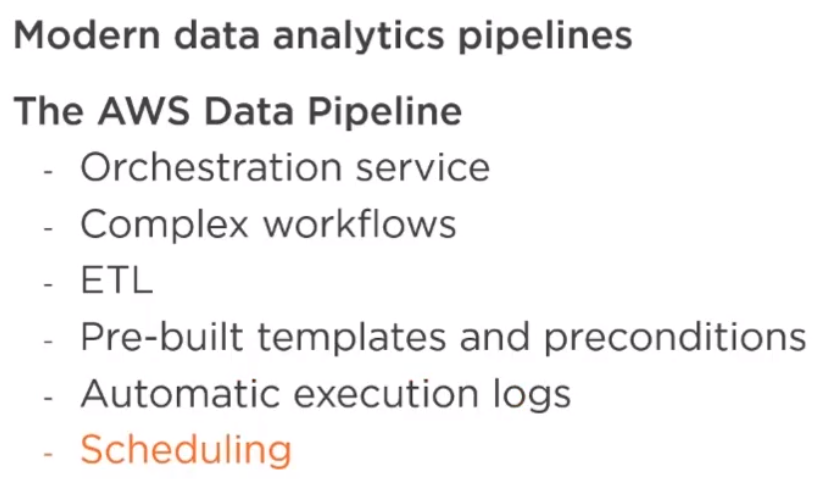 Modern data analytics pipelines
The AWS Data Pipeline
- Orchestration service
- Complex workflows
- ETL
- Pre-built templates and preconditions
- Automatic execution logs
- Scheduling